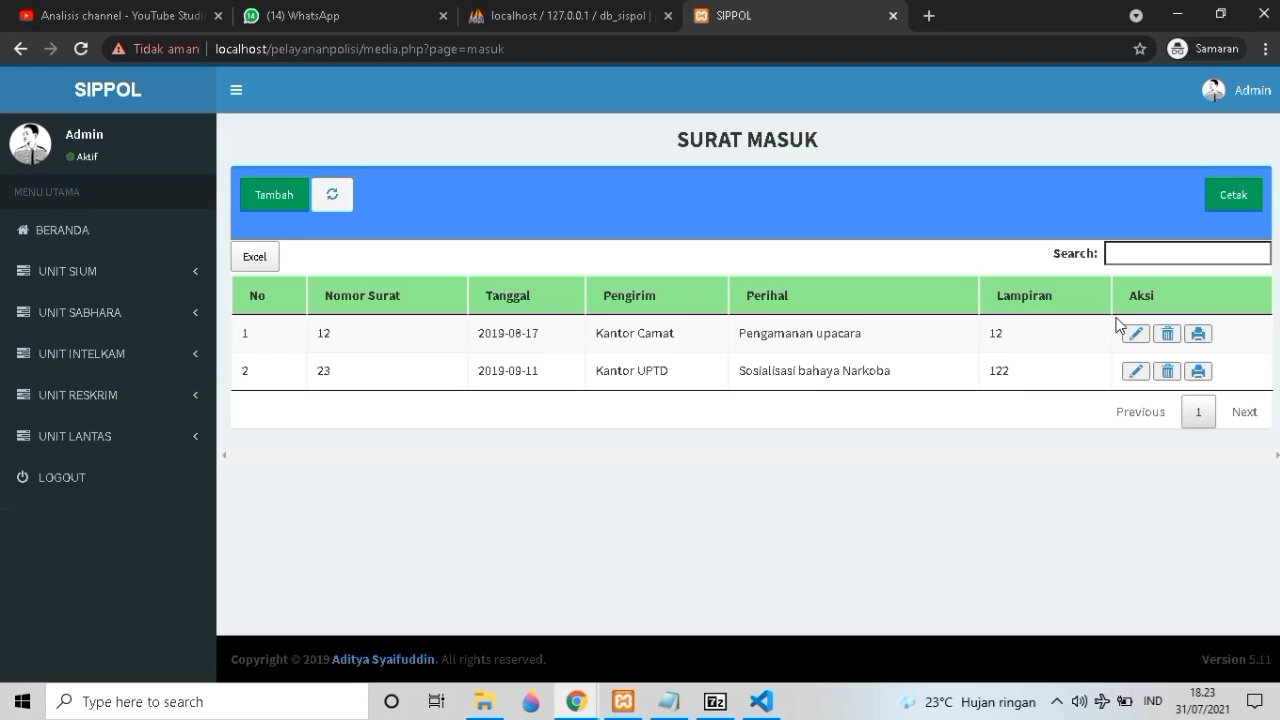 Analisis channel - YouTube Studi
(14) WhatsApp
localhost / 127.0.0.1 / db_sispol |
SIPPOL
Tidak aman
localhost/pelayananpolisi/media.php?page=masuk
Samaran
SIPPOL
Admin
Admin
Aktif
MENU UTAMA
BERANDA
UNIT SIUM
UNIT SABHARA
UNIT INTELKAM
UNIT RESKRIM
UNIT LANTAS
LOGOUT
SURAT MASUK
Tambah
Cetak
Excel
Search:
No Nomor Surat Tanggal Pengirim Perihal Lampiran Aksi
1 12 2019-08-17 Kantor Camat Pengamanan upacara 12
2 23 2019-09-11 Kantor UPTD Sosialisasi bahaya Narkoba 122
Previous 1 Next
Copyright © 2019 Aditya Syaifuddin. All rights reserved.
Version 5.11
Type here to search
23°C Hujan ringan
IND
18.23
31/07/2021